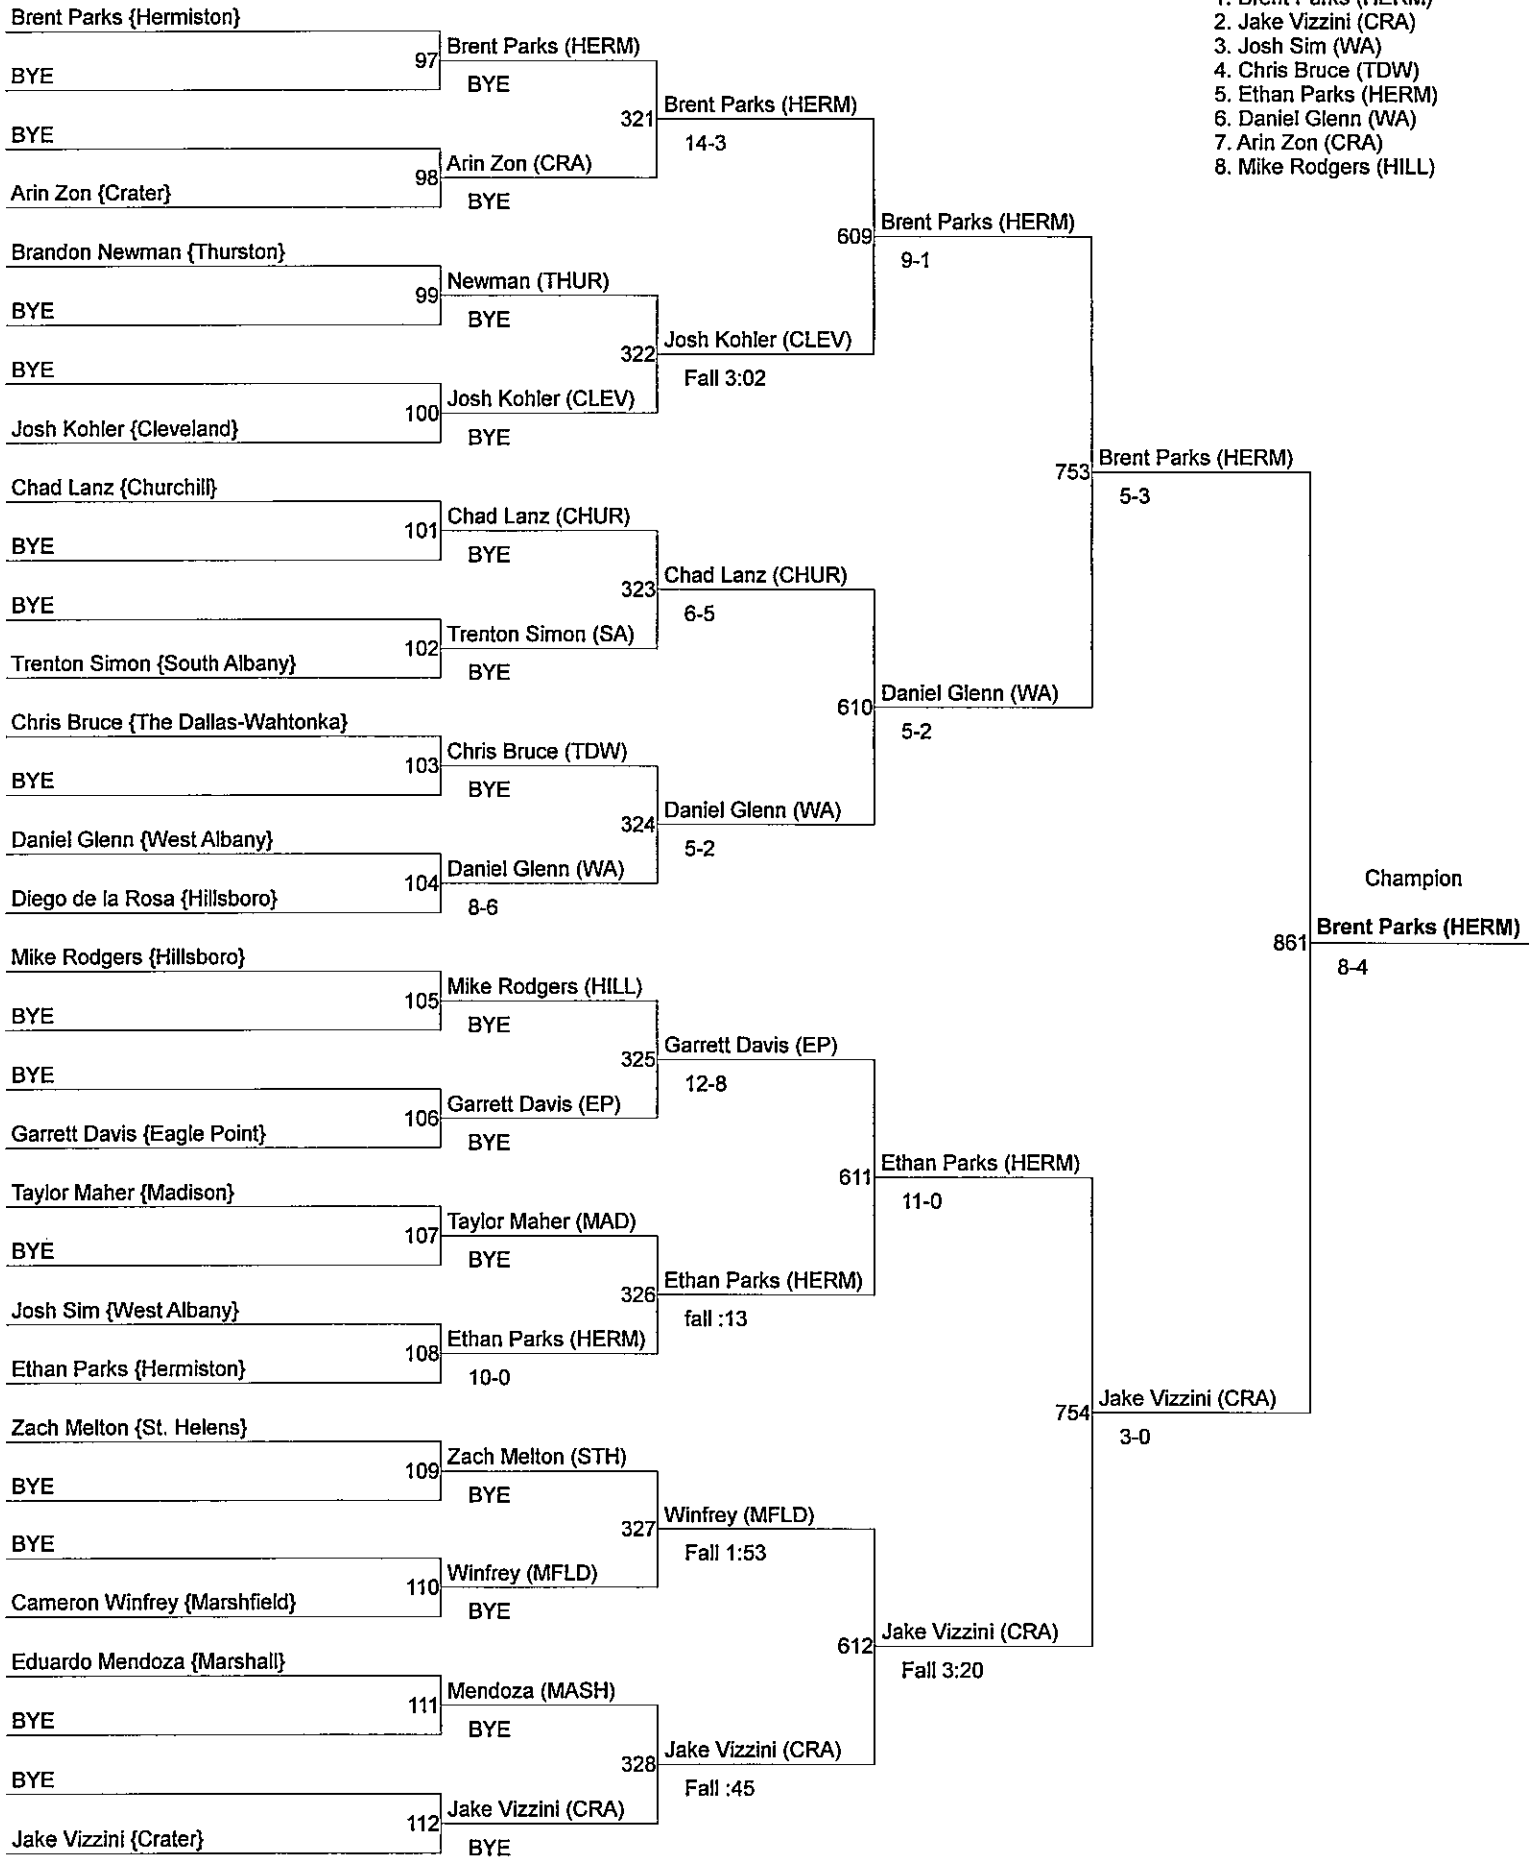 Brent Parks {Hermiston}
BYE
BYE
Arin Zon {Crater}
Brandon Newman {Thurston}
BYE
BYE
Josh Kohler {Cleveland}
Chad Lanz {Churchill}
BYE
BYE
Trenton Simon {South Albany}
Chris Bruce {The Dallas-Wahtonka}
BYE
Daniel Glenn {West Albany}
Diego de la Rosa {Hillsboro}
Mike Rodgers {Hillsboro}
BYE
BYE
Garrett Davis {Eagle Point}
Taylor Maher {Madison}
BYE
Josh Sim {West Albany}
Ethan Parks {Hermiston}
Zach Melton {St. Helens}
BYE
BYE
Cameron Winfrey {Marshfield}
Eduardo Mendoza {Marshall}
BYE
BYE
Jake Vizzini {Crater}
97 Brent Parks (HERM)
BYE
98 Arin Zon (CRA)
BYE
99 Newman (THUR)
BYE
100 Josh Kohler (CLEV)
BYE
101 Chad Lanz (CHUR)
BYE
102 Trenton Simon (SA)
BYE
103 Chris Bruce (TDW)
BYE
104 Daniel Glenn (WA)
8-6
105 Mike Rodgers (HILL)
BYE
106 Garrett Davis (EP)
BYE
107 Taylor Maher (MAD)
BYE
108 Ethan Parks (HERM)
10-0
109 Zach Melton (STH)
BYE
110 Winfrey (MFLD)
BYE
111 Mendoza (MASH)
BYE
112 Jake Vizzini (CRA)
BYE
321 Brent Parks (HERM)
14-3
322 Josh Kohler (CLEV)
Fall 3:02
323 Chad Lanz (CHUR)
6-5
324 Daniel Glenn (WA)
5-2
325 Garrett Davis (EP)
12-8
326 Ethan Parks (HERM)
fall :13
327 Winfrey (MFLD)
Fall 1:53
328 Jake Vizzini (CRA)
Fall :45
609 Brent Parks (HERM)
9-1
610 Daniel Glenn (WA)
5-2
611 Ethan Parks (HERM)
11-0
612 Jake Vizzini (CRA)
Fall 3:20
753 Brent Parks (HERM)
5-3
754 Jake Vizzini (CRA)
3-0
Champion
861 Brent Parks (HERM)
8-4
1. Brent Parks (HERM)
2. Jake Vizzini (CRA)
3. Josh Sim (WA)
4. Chris Bruce (TDW)
5. Ethan Parks (HERM)
6. Daniel Glenn (WA)
7. Arin Zon (CRA)
8. Mike Rodgers (HILL)